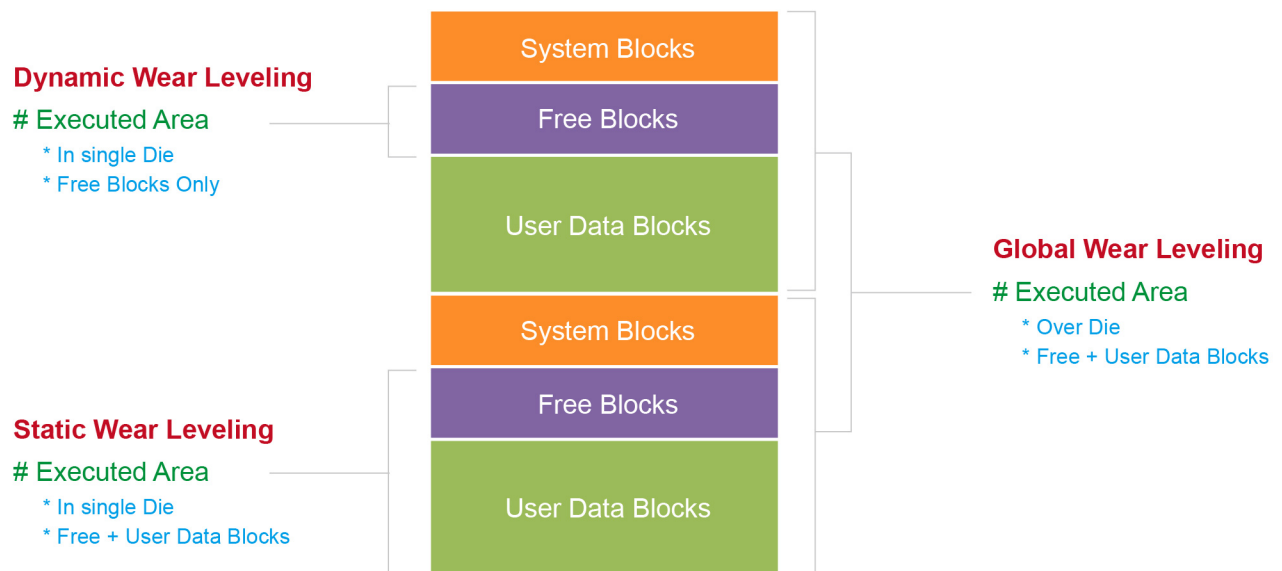 Dynamic Wear Leveling
# Executed Area
* In single Die
* Free Blocks Only
Static Wear Leveling
# Executed Area
* In single Die
* Free + User Data Blocks
System Blocks
Free Blocks
User Data Blocks
System Blocks
Free Blocks
User Data Blocks
Global Wear Leveling
# Executed Area
* Over Die
* Free + User Data Blocks